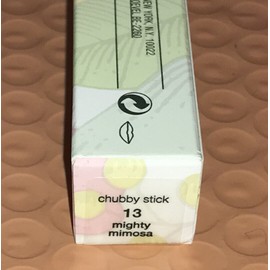 NEW YORK, N.Y. 10022
chubby stick
13
mighty
mimosa